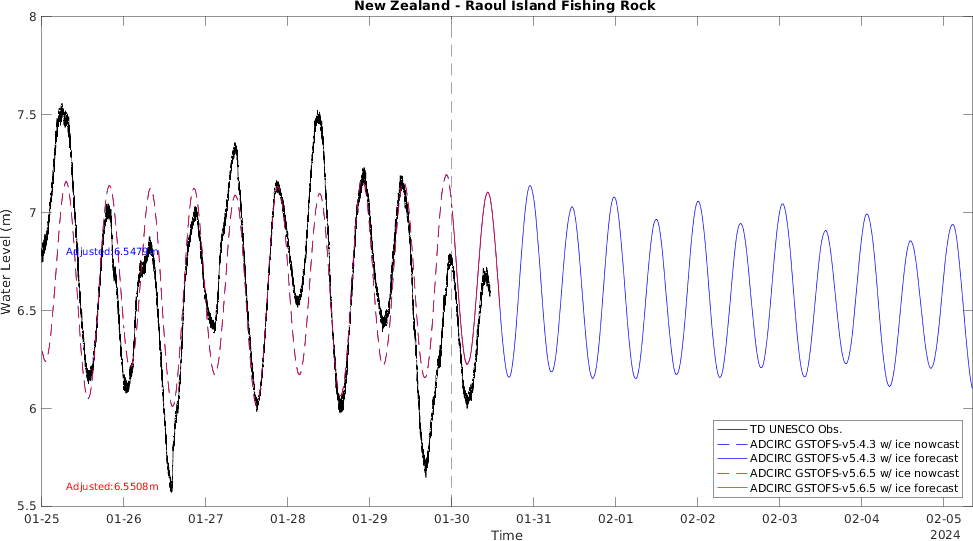 New Zealand - Raoul Island Fishing Rock
Water Level (m)
8
7.5
7
6.5
6
5.5
Adjusted:6.5479m
Adjusted:6.5508m
TD UNESCO Obs.
ADCIRC GSTOFS-v5.4.3 w/ ice nowcast
ADCIRC GSTOFS-v5.4.3 w/ ice forecast
ADCIRC GSTOFS-v5.6.5 w/ ice nowcast
ADCIRC GSTOFS-v5.6.5 w/ ice forecast
01-25 01-26 01-27 01-28 01-29 01-30 01-31 02-01 02-02 02-03 02-04 02-05
Time
2024